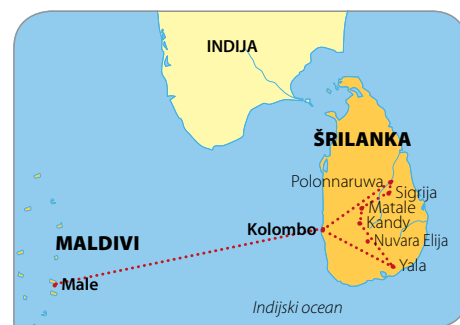 INDIJA
ŠRILANKA
Polonnaruwa
Sigrija
Matale
Kandy
Kolombo
Nuvara Elija
MALDIVI
Yala
Male
Indijski ocean